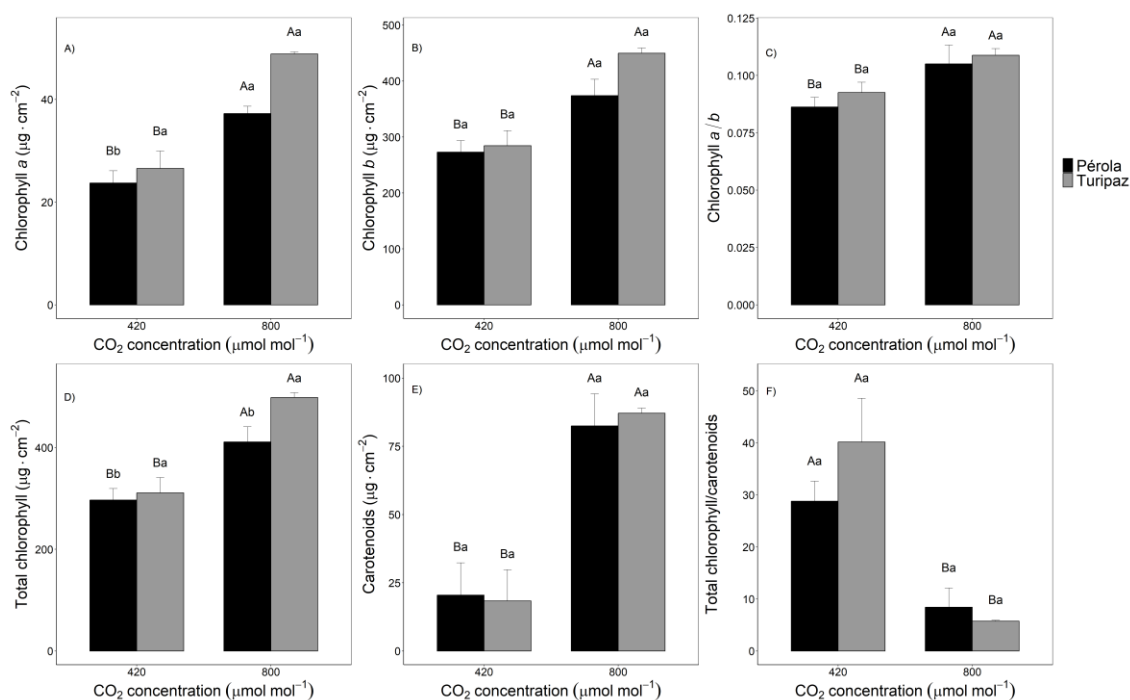 A)
Bb
Ba
Aa
Aa
40
20
0
Chlorophyll a (μg · cm⁻²)
420
800
CO₂ concentration (μmol mol⁻¹)
B)
Ba
Ba
Aa
Aa
500
400
300
200
100
0
Chlorophyll b (μg · cm⁻²)
420
800
CO₂ concentration (μmol mol⁻¹)
C)
Ba
Ba
Aa
Aa
0.125
0.100
0.075
0.050
0.025
0.000
Chlorophyll a / b
420
800
CO₂ concentration (μmol mol⁻¹)
Pérola
Turipaz
D)
Bb
Ba
Ab
Aa
400
200
0
Total chlorophyll (μg · cm⁻²)
420
800
CO₂ concentration (μmol mol⁻¹)
E)
Ba
Ba
Aa
Aa
100
75
50
25
0
Carotenoids (μg · cm⁻²)
420
800
CO₂ concentration (μmol mol⁻¹)
F)
Aa
Aa
Ba
Ba
50
40
30
20
10
0
Total chlorophyll/carotenoids
420
800
CO₂ concentration (μmol mol⁻¹)